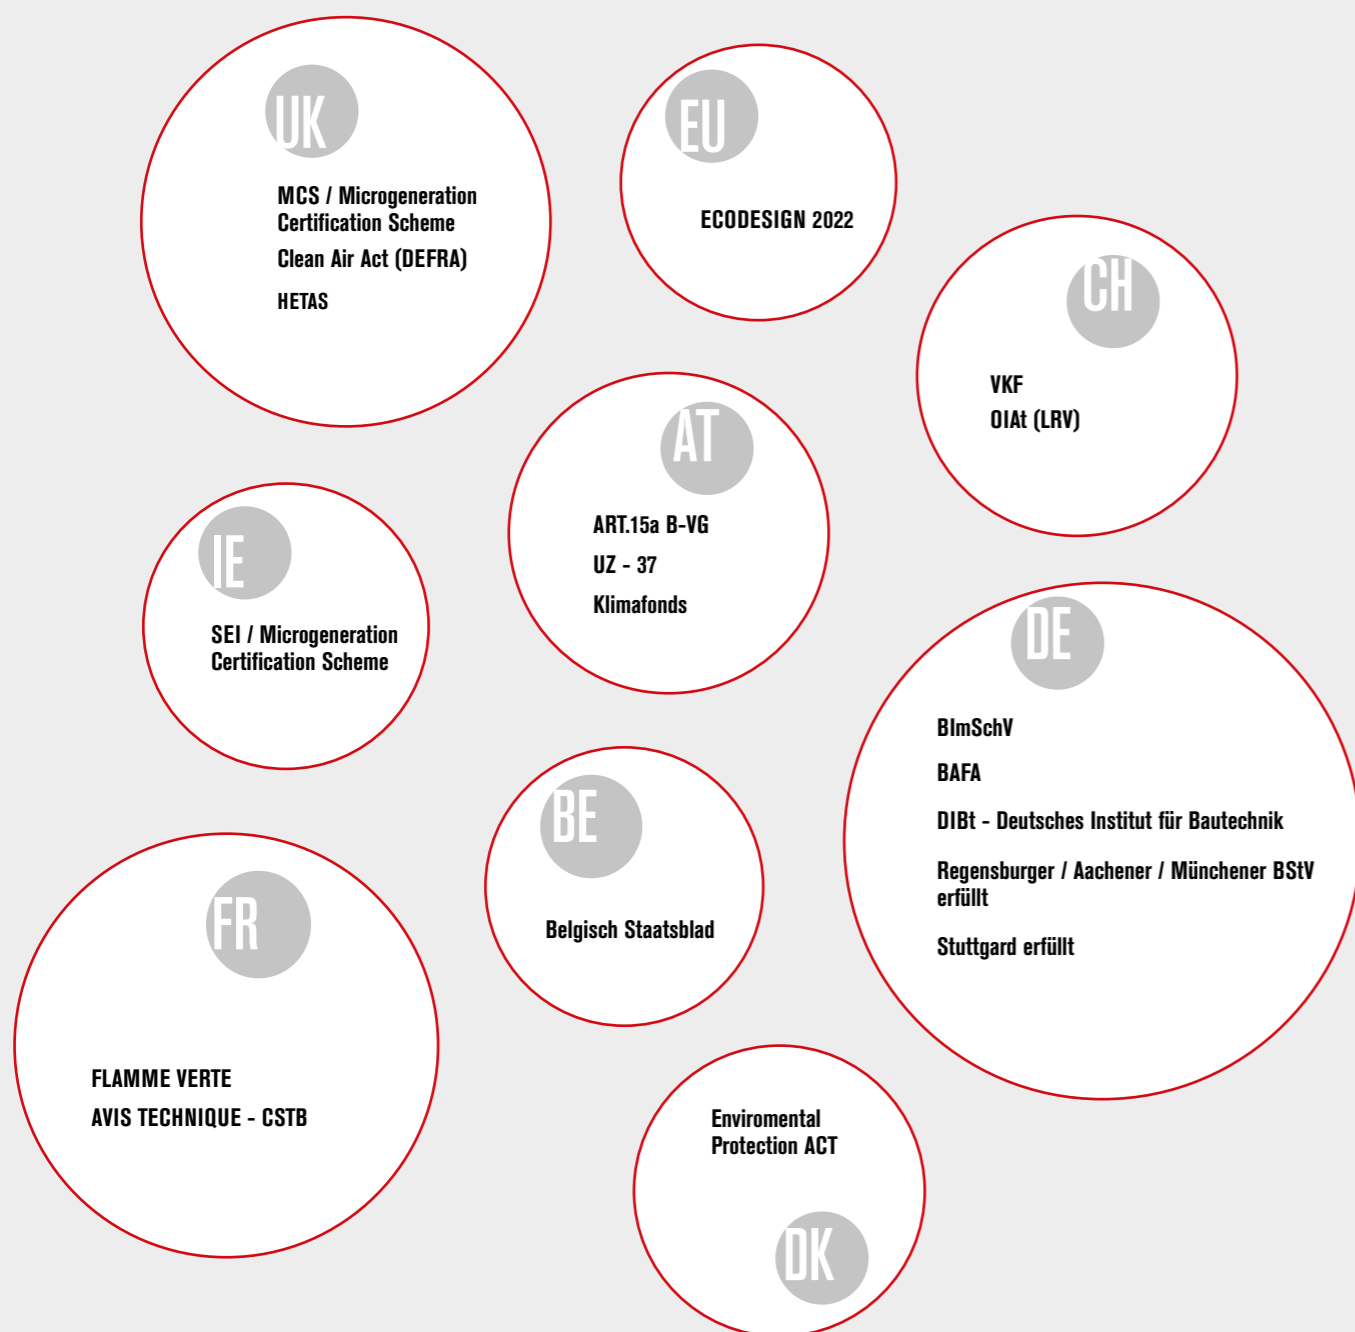 UK
MCS / Microgeneration
Certification Scheme
Clean Air Act (DEFRA)
HETAS
EU
ECODESIGN 2022
CH
VKF
OIAt (LRV)
AT
ART.15a B-VG
UZ - 37
Klimafonds
IE
SEI / Microgeneration
Certification Scheme
DE
BImSchV
BAFA
DIBt - Deutsches Institut für Bautechnik
Regensburger / Aachener / Münchener BStV
erfüllt
Stuttgard erfüllt
BE
Belgisch Staatsblad
FR
FLAMME VERTE
AVIS TECHNIQUE - CSTB
Enviromental
Protection ACT
DK